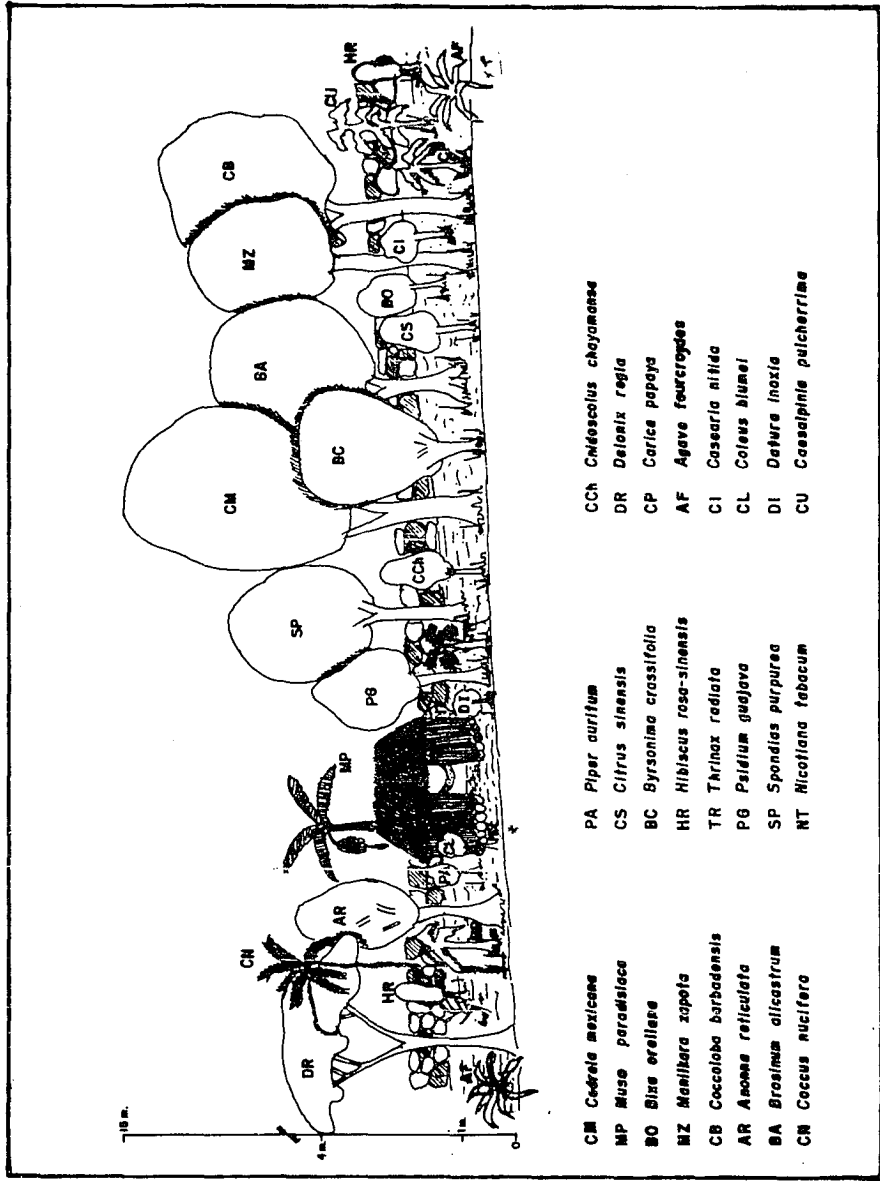 4 m.
1m.
0
DR
CN
AR
HR
AF
MP
CL
DI
PG
SP
CCh
CM
BC
BA
CS
BO
CI
MZ
CB
CU
HR
AF
CM Cedrela mexicana
MP Musa paradisiaca
BO Bixa orellana
MZ Manilkara zapota
CB Coccoloba barbadensis
AR Anonna reticulata
BA Brosinum alicastrum
CN Coccus nucifera
PA Piper auritum
CS Citrus sinensis
BC Byrsonima crassifolia
HR Hibiscus rosa-sinensis
TR Thrinax radiata
PG Psidium guajava
SP Spondias purpurea
NT Nicotiana tabacum
CCh Cnidoscolus chayamansa
DR Delonix regia
CP Carica papaya
AF Agave fourcroydes
CI Casearia nitida
CL Coleus blumei
DI Datura inoxia
CU Caesalpinia pulcherrima